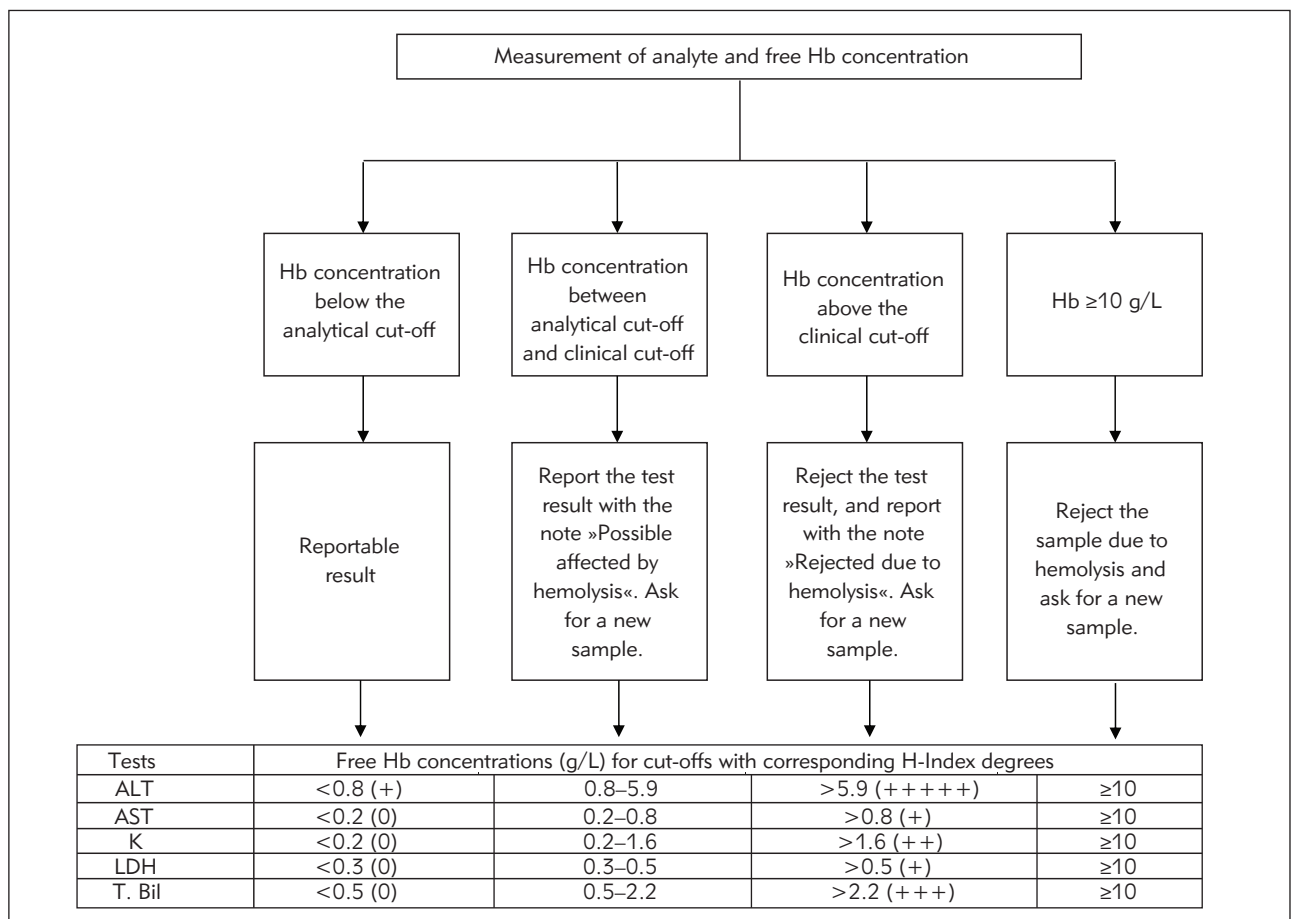 Measurement of analyte and free Hb concentration
Hb concentration
below the
analytical cut-off
Hb concentration
between
analytical cut-off
and clinical cut-off
Hb concentration
above the
clinical cut-off
Hb ≥10 g/L
Reportable
result
Report the test
result with the
note »Possible
affected by
hemolysis«. Ask
for a new
sample.
Reject the test
result, and report
with the note
»Rejected due to
hemolysis«. Ask
for a new
sample.
Reject the
sample due to
hemolysis and
ask for a new
sample.
Tests Free Hb concentrations (g/L) for cut-offs with corresponding H-Index degrees
ALT <0.8 (+) 0.8–5.9 >5.9 (+++++) ≥10
AST <0.2 (0) 0.2–0.8 >0.8 (+) ≥10
K <0.2 (0) 0.2–1.6 >1.6 (++) ≥10
LDH <0.3 (0) 0.3–0.5 >0.5 (+) ≥10
T. Bil <0.5 (0) 0.5–2.2 >2.2 (+++) ≥10